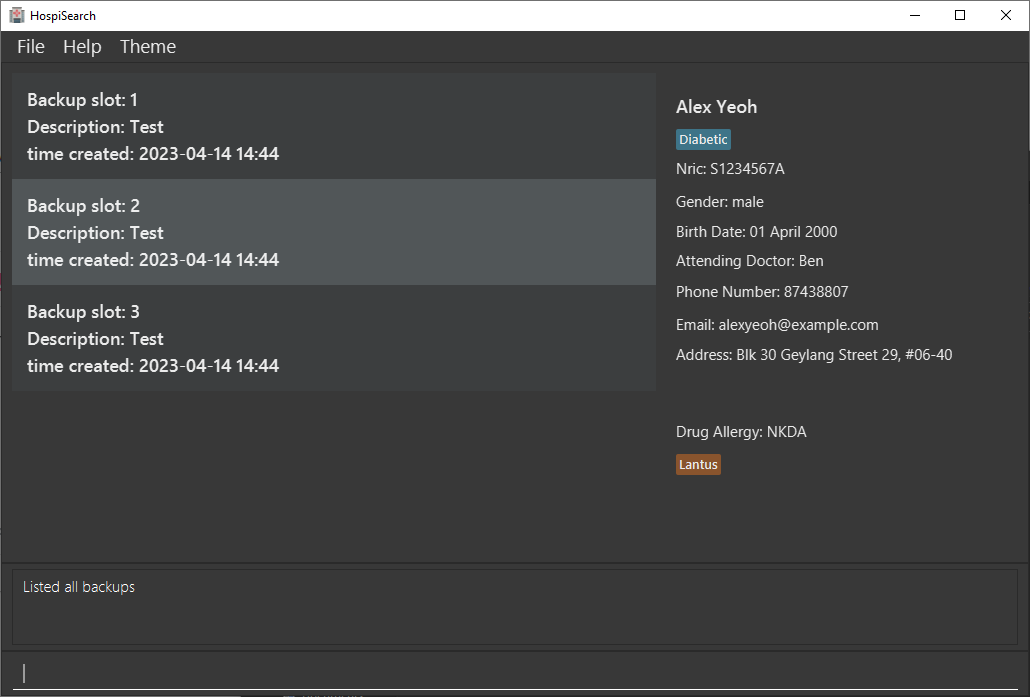 HospiSearch
File Help Theme
Backup slot: 1
Description: Test
time created: 2023-04-14 14:44
Backup slot: 2
Description: Test
time created: 2023-04-14 14:44
Backup slot: 3
Description: Test
time created: 2023-04-14 14:44
Alex Yeoh
Diabetic
Nric: S1234567A
Gender: male
Birth Date: 01 April 2000
Attending Doctor: Ben
Phone Number: 87438807
Email: alexyeoh@example.com
Address: Blk 30 Geylang Street 29, #06-40
Drug Allergy: NKDA
Lantus
Listed all backups